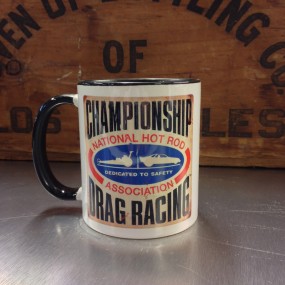 OF
CHAMPIONSHIP
NATIONAL HOT ROD
DEDICATED TO SAFETY
ASSOCIATION
DRAG RACING